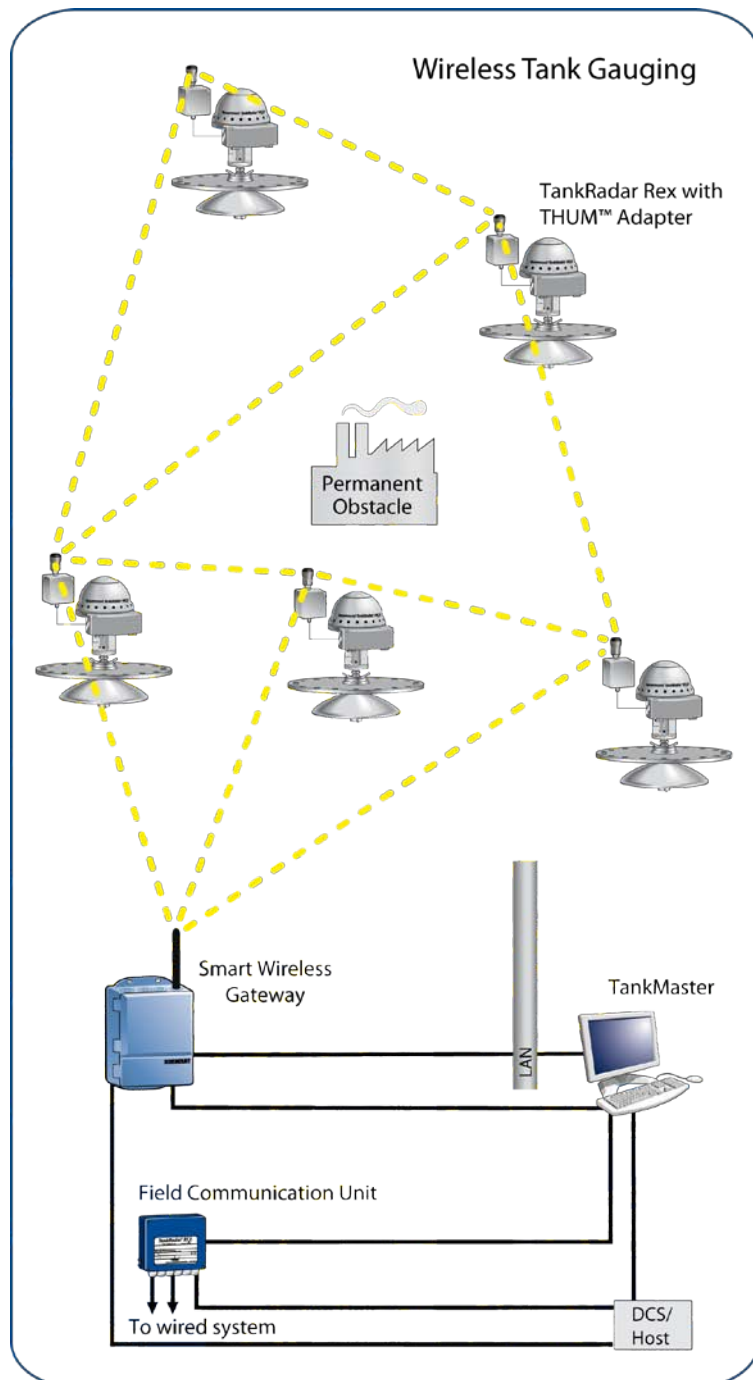 Wireless Tank Gauging
TankRadar Rex with
THUM™ Adapter
Permanent
Obstacle
Smart Wireless
Gateway
TankMaster
LAN
Field Communication Unit
To wired system
DCS/
Host